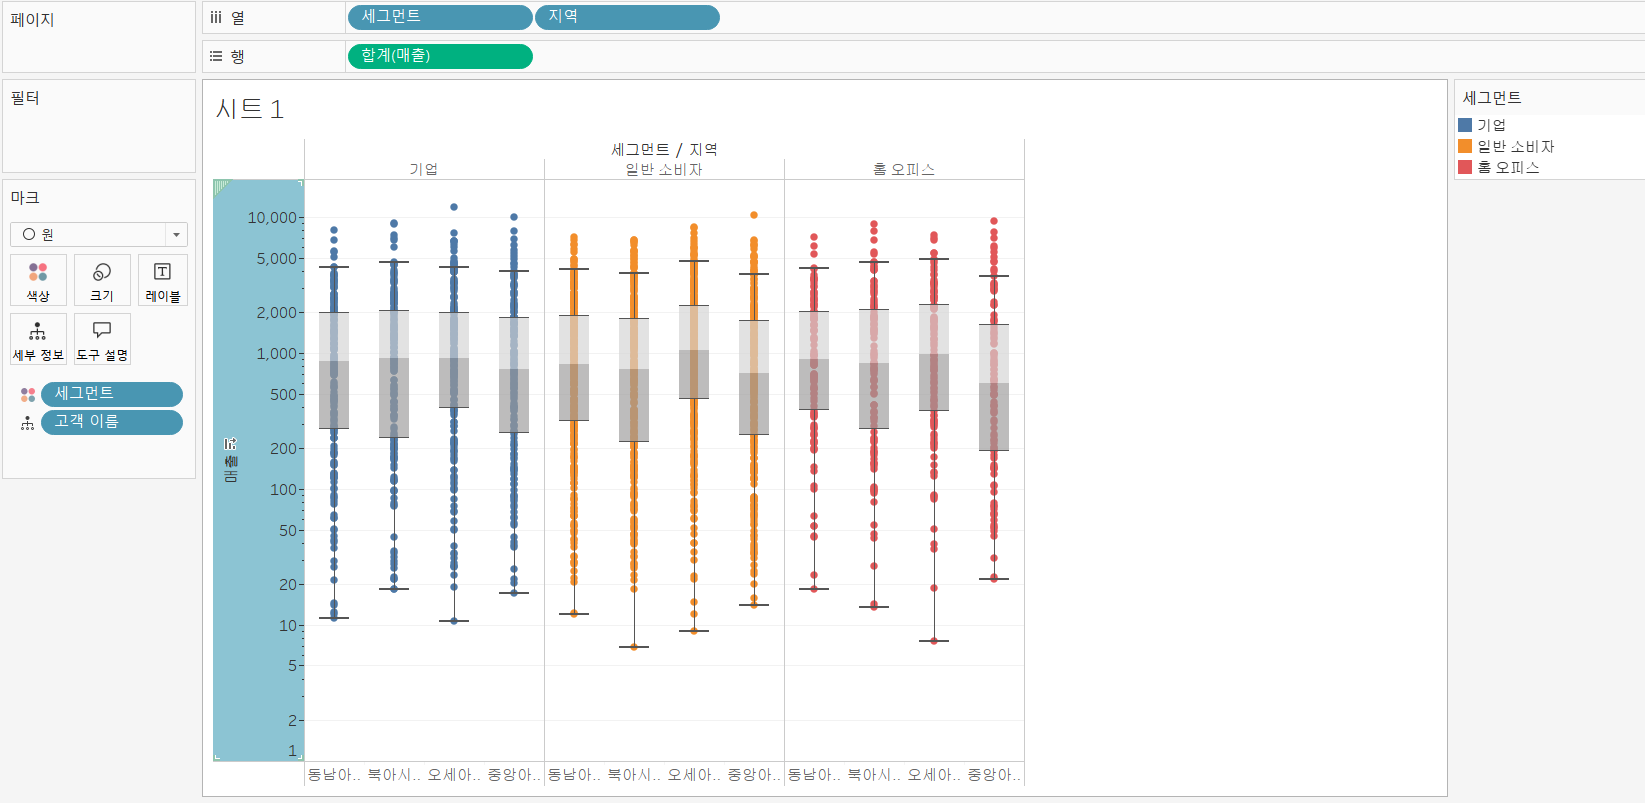 페이지
열
세그먼트
지역
행
합계(매출)
필터
마크
원
색상
크기
레이블
세부 정보
도구 설명
세그먼트
고객 이름
시트 1
세그먼트 / 지역
기업
일반 소비자
홈 오피스
10,000
5,000
2,000
1,000
500
200
100
50
20
10
5
2
1
매출
동남아..
북아시..
오세아..
중앙아..
동남아..
북아시..
오세아..
중앙아..
동남아..
북아시..
오세아..
중앙아..
세그먼트
기업
일반 소비자
홈 오피스